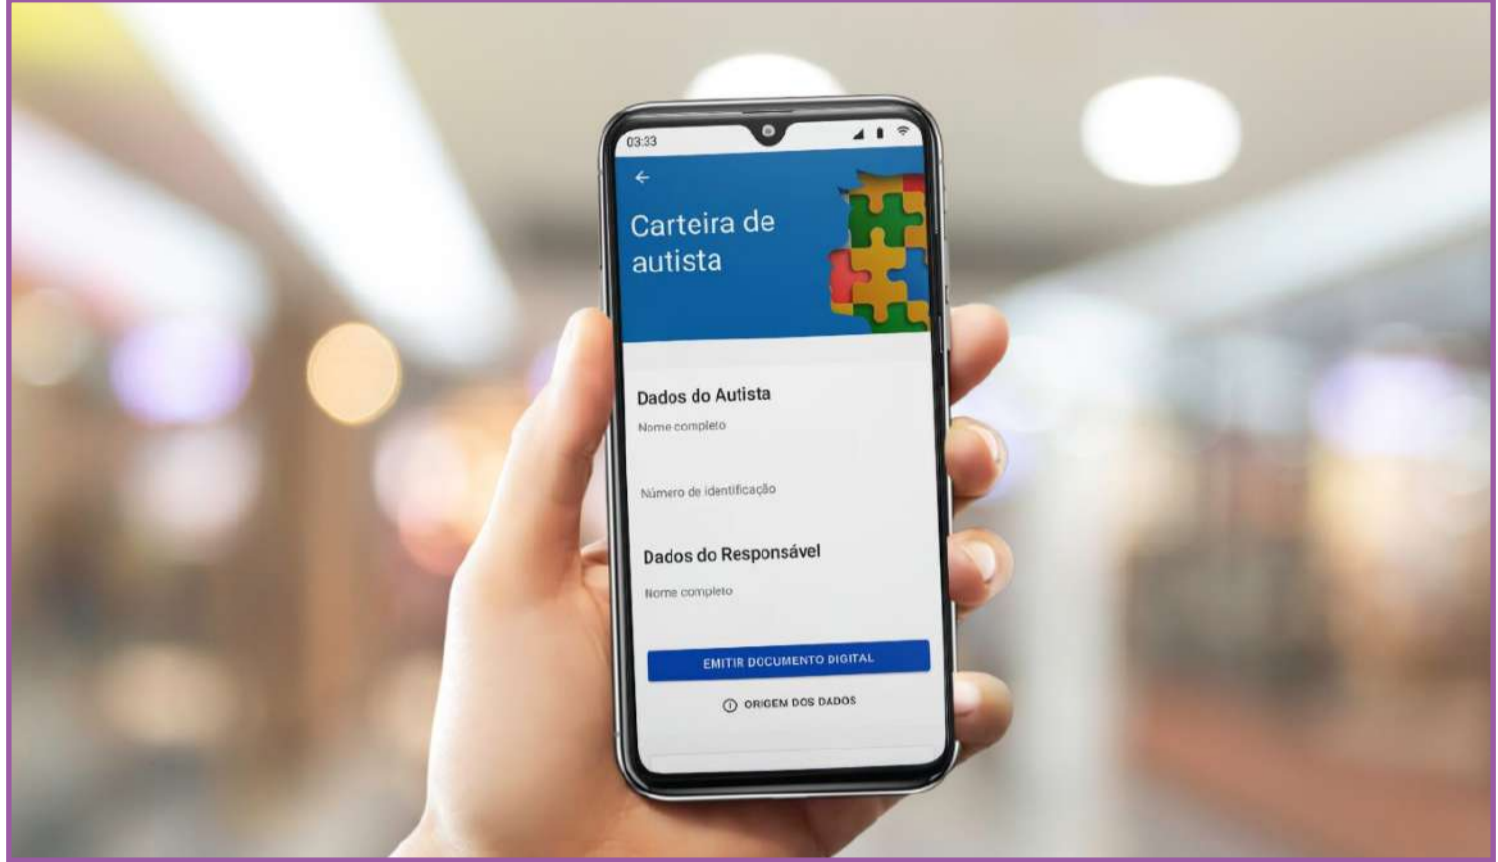 03:33
Carteira de
autista
Dados do Autista
Nome completo
Número de identificação
Dados do Responsável
Nome completo
EMITIR DOCUMENTO DIGITAL
ORIGEM DOS DADOS